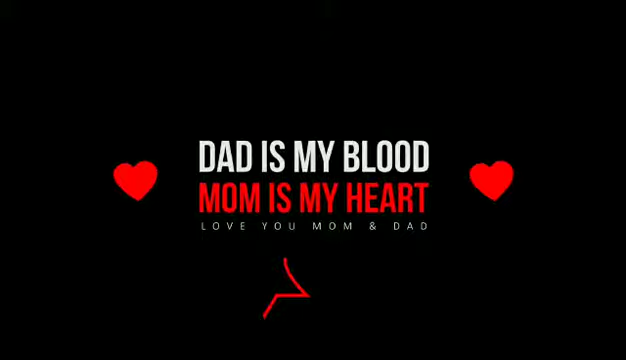 DAD IS MY BLOOD
MOM IS MY HEART
LOVE YOU MOM & DAD